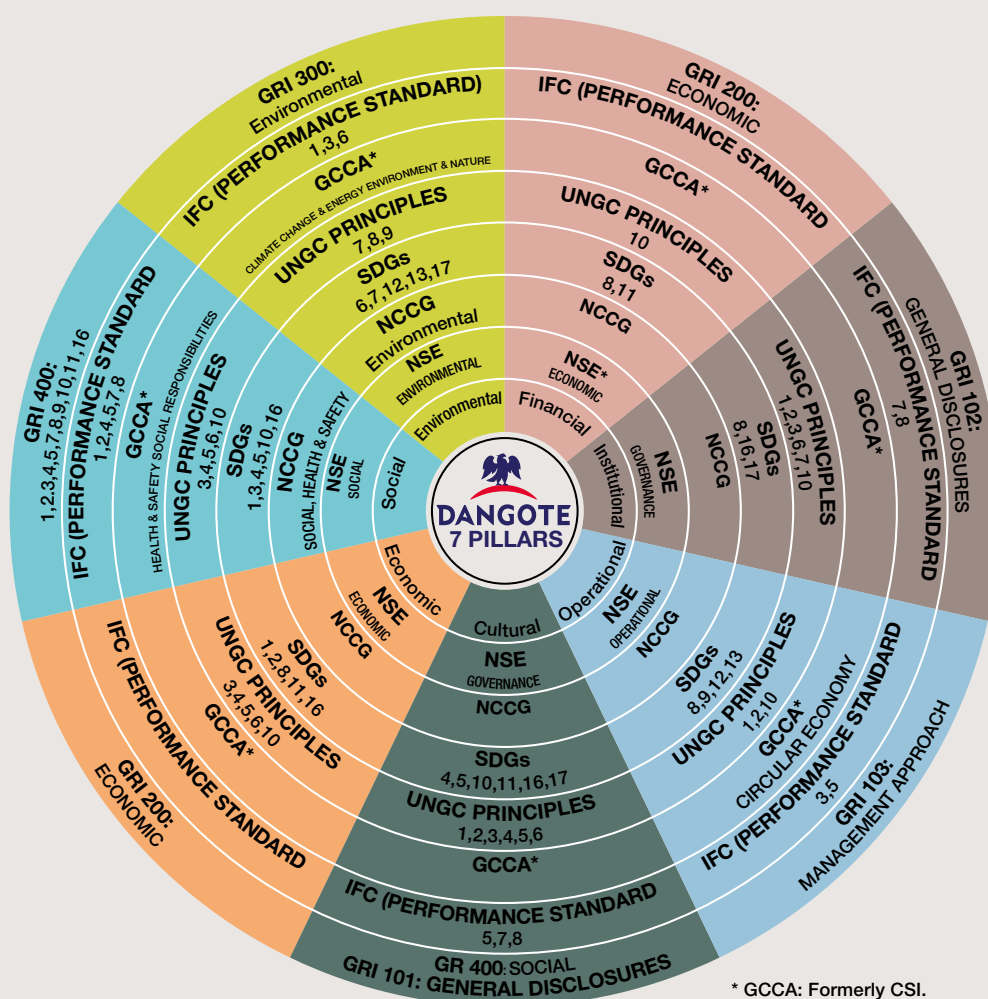 GRI 300:
Environmental
IFC (PERFORMANCE STANDARD)
1,3,6
GCCA*
CLIMATE CHANGE & ENERGY ENVIRONMENT & NATURE
UNGC PRINCIPLES
7,8,9
SDGs
6,7,12,13,17
NCCG
Environmental
NSE
ENVIRONMENTAL
Environmental
GRI 200:
ECONOMIC
IFC (PERFORMANCE STANDARD
GCCA*
UNGC PRINCIPLES
10
SDGs
8,11
NCCG
NSE*
ECONOMIC
Financial
GRI 102:
GENERAL DISCLOSURES
IFC (PERFORMANCE STANDARD
7,8
GCCA*
UNGC PRINCIPLES
1,2,3,6,7,10
SDGs
8,16,17
NCCG
NSE
GOVERNANCE
Institutional
GRI 103:
MANAGEMENT APPROACH
IFC (PERFORMANCE STANDARD
3,5
GCCA*
CIRCULAR ECONOMY
UNGC PRINCIPLES
1,2,10
SDGs
8,9,12,13
NCCG
NSE
OPERATIONAL
Operational
Cultural
NSE
GOVERNANCE
NCCG
SDGs
4,5,10,11,16,17
UNGC PRINCIPLES
1,2,3,4,5,6
GCCA*
IFC (PERFORMANCE STANDARD
5,7,8
GR 400: SOCIAL
GRI 101: GENERAL DISCLOSURES
Economic
NSE
ECONOMIC
NCCG
SDGs
1,2,8,11,16
UNGC PRINCIPLES
3,4,5,6,10
GCCA*
IFC (PERFORMANCE STANDARD
GRI 200:
ECONOMIC
GRI 400:
1,2.3,4,5,7,8,9,10,11,16
IFC (PERFORMANCE STANDARD
1,2,4,5,7,8
GCCA*
HEALTH & SAFETY SOCIAL RESPONSIBILITIES
UNGC PRINCIPLES
3,4,5,6,10
SDGs
1,3,4,5,10,16
NCCG
SOCIAL, HEALTH & SAFETY
NSE
SOCIAL
Social
DANGOTE
7 PILLARS
* GCCA: Formerly CSI.